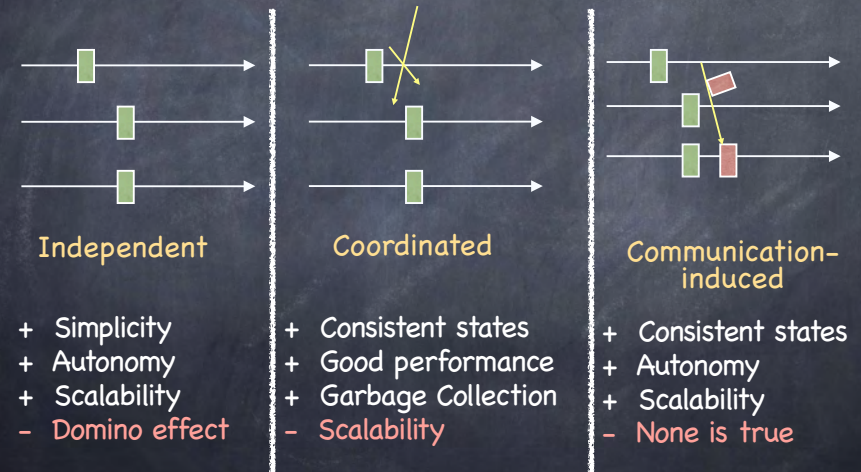 Independent
+ Simplicity
+ Autonomy
+ Scalability
- Domino effect
Coordinated
+ Consistent states
+ Good performance
+ Garbage Collection
- Scalability
Communication-
induced
+ Consistent states
+ Autonomy
+ Scalability
- None is true